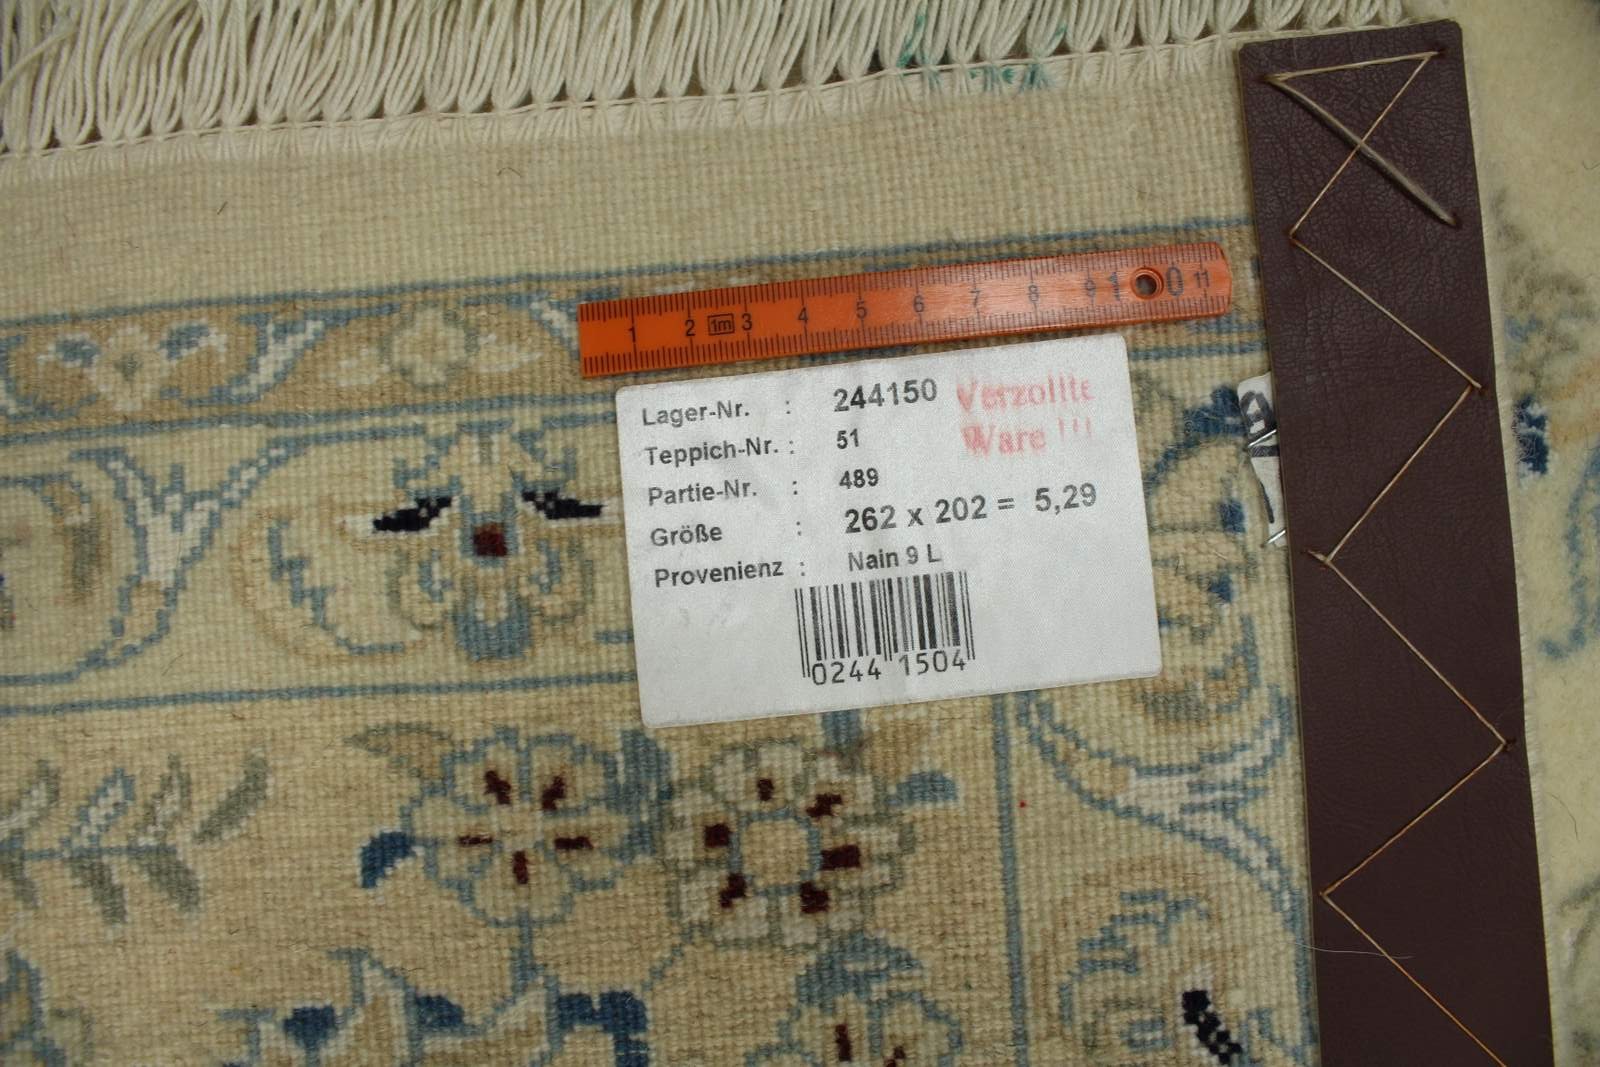 1 2 1m 3 4 5 6 7 8 9 10 11
Lager-Nr. : 244150
Verzollte
Ware !!!
Teppich-Nr. : 51
Partie-Nr. : 489
Größe : 262 x 202 = 5,29
Provenienz : Nain 9 L
0244 1504